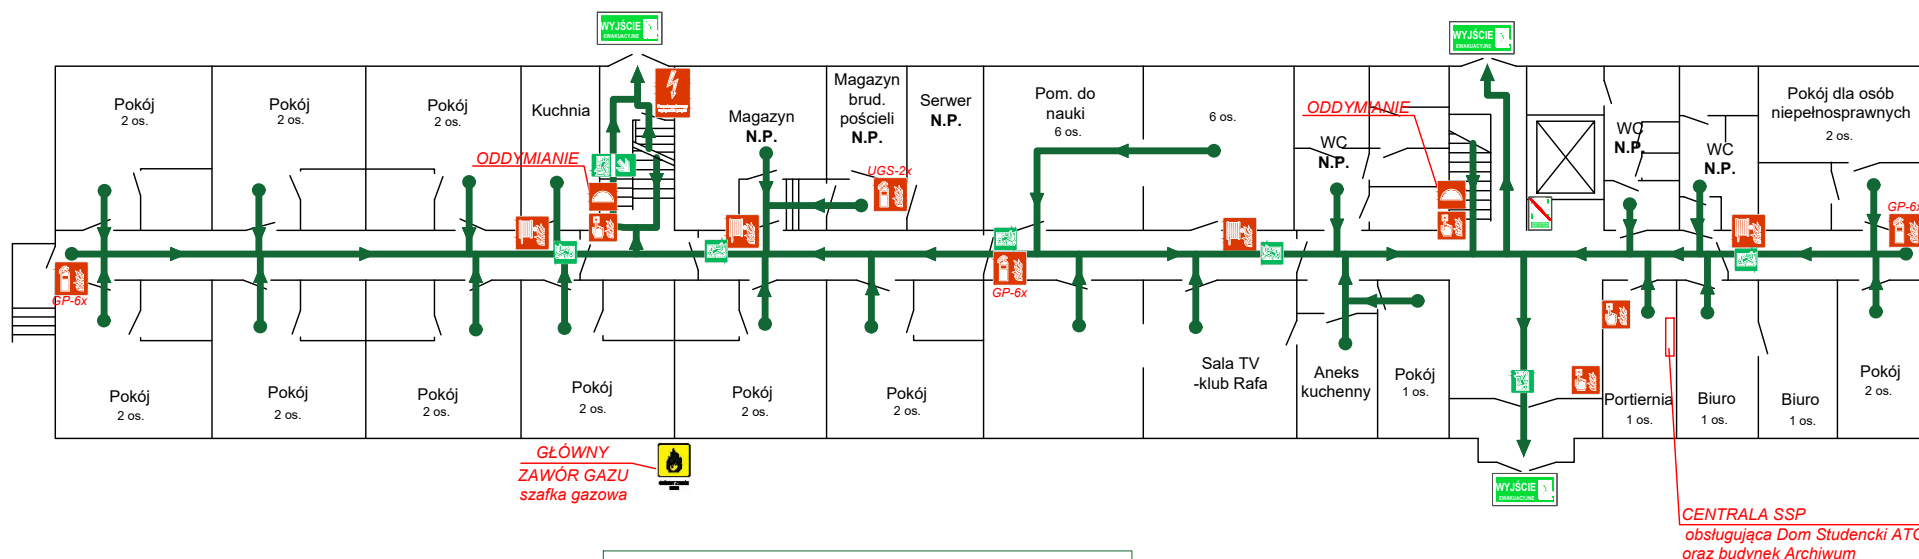 WYJŚCIE
EWAKUACYJNE
WYJŚCIE
EWAKUACYJNE
Pokój
2 os.
Pokój
2 os.
Pokój
2 os.
Kuchnia
Magazyn
N.P.
Magazyn
brud.
pościeli
N.P.
Serwer
N.P.
Pom. do
nauki
6 os.
6 os.
ODDYMIANIE
WC
N.P.
WC
N.P.
WC
N.P.
Pokój dla osób
niepełnosprawnych
2 os.
ODDYMIANIE
UGS-2x
GP-6x
GP-6x
GP-6x
Pokój
2 os.
Pokój
2 os.
Pokój
2 os.
Pokój
2 os.
Pokój
2 os.
Pokój
2 os.
Sala TV
-klub Rafa
Aneks
kuchenny
Pokój
1 os.
Portiernia
1 os.
Biuro
1 os.
Biuro
1 os.
Pokój
2 os.
GŁÓWNY
ZAWÓR GAZU
szafka gazowa
WYJŚCIE
EWAKUACYJNE
CENTRALA SSP
obsługująca Dom Studencki ATO
oraz budynek Archiwum